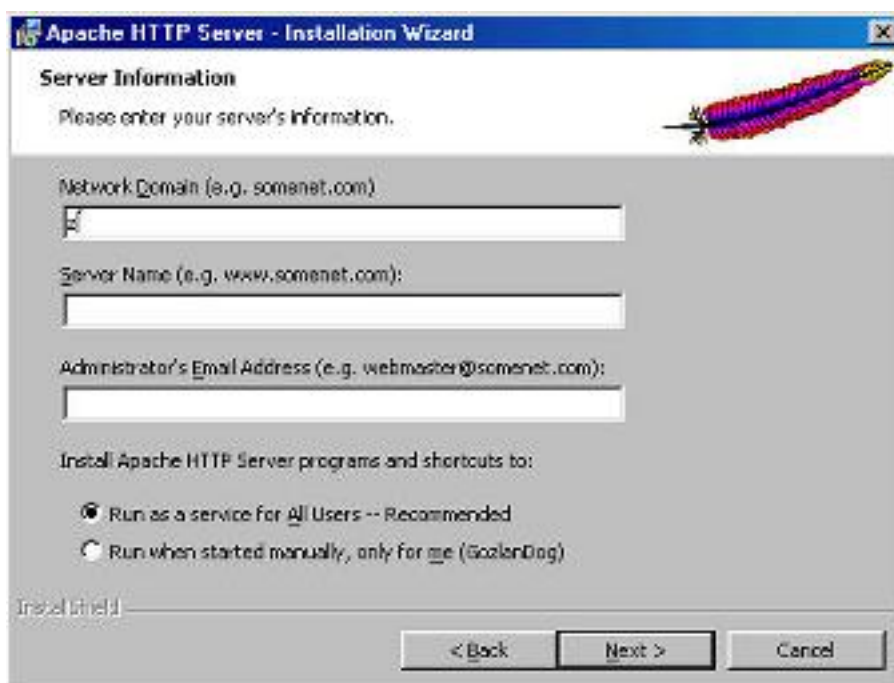 Apache HTTP Server - Installation Wizard
Server Information
Please enter your server's information.
Network Domain (e.g. somenet.com)
Server Name (e.g. www.somenet.com):
Administrator's Email Address (e.g. webmaster@somenet.com):
Install Apache HTTP Server programs and shortcuts to:
Run as a service for All Users -- Recommended
Run when started manually, only for me (GozlanDog)
InstallShield
< Back Next > Cancel